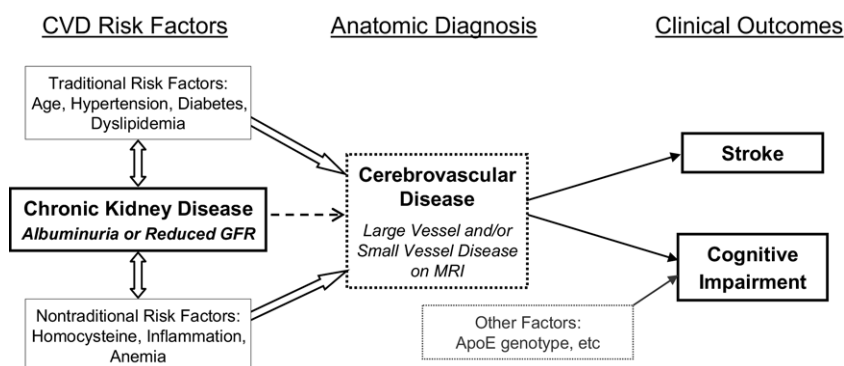 CVD Risk Factors
Anatomic Diagnosis
Clinical Outcomes
Traditional Risk Factors:
Age, Hypertension, Diabetes,
Dyslipidemia
Chronic Kidney Disease
Albuminuria or Reduced GFR
Nontraditional Risk Factors:
Homocysteine, Inflammation,
Anemia
Cerebrovascular
Disease
Large Vessel and/or
Small Vessel Disease
on MRI
Stroke
Cognitive
Impairment
Other Factors:
ApoE genotype, etc